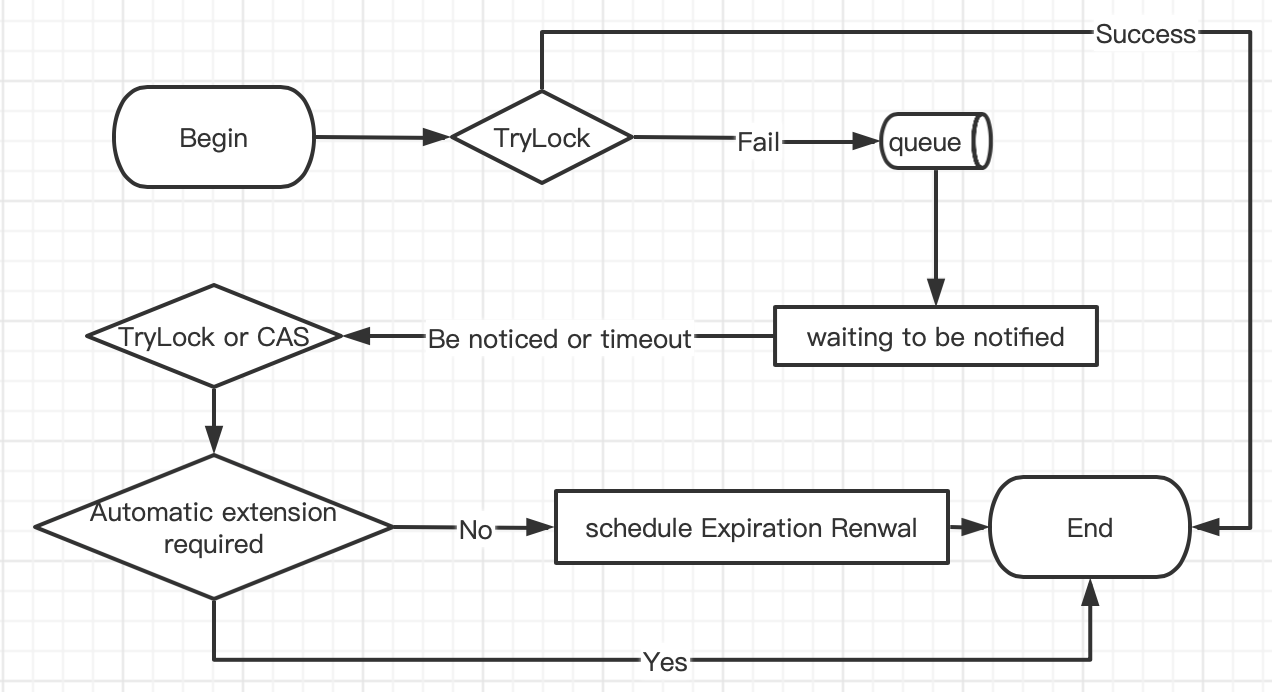 Success
Begin
TryLock
Fail
queue
TryLock or CAS
Be noticed or timeout
waiting to be notified
Automatic extension
required
No
schedule Expiration Renwal
End
Yes